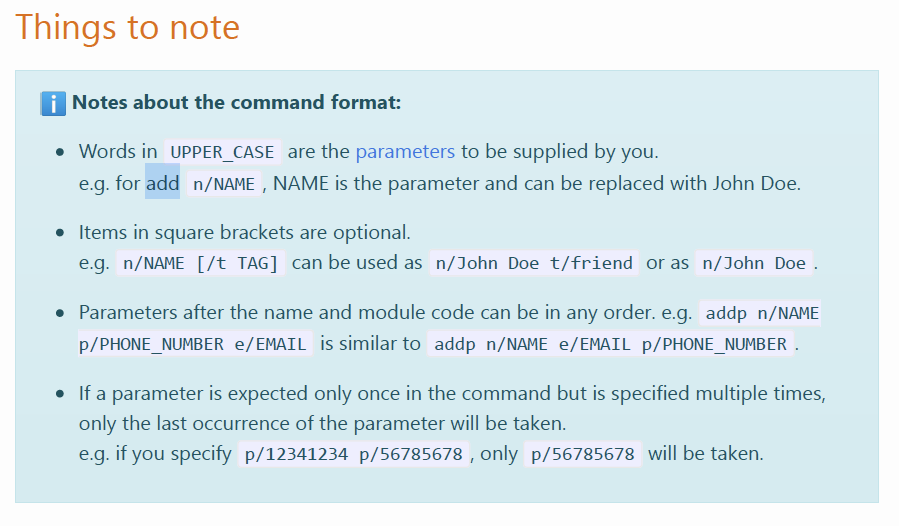 Things to note
Notes about the command format:
Words in UPPER_CASE are the parameters to be supplied by you.
e.g. for add n/NAME, NAME is the parameter and can be replaced with John Doe.
Items in square brackets are optional.
e.g. n/NAME [/t TAG] can be used as n/John Doe t/friend or as n/John Doe.
Parameters after the name and module code can be in any order. e.g. addp n/NAME
p/PHONE_NUMBER e/EMAIL is similar to addp n/NAME e/EMAIL p/PHONE_NUMBER.
If a parameter is expected only once in the command but is specified multiple times,
only the last occurrence of the parameter will be taken.
e.g. if you specify p/12341234 p/56785678, only p/56785678 will be taken.